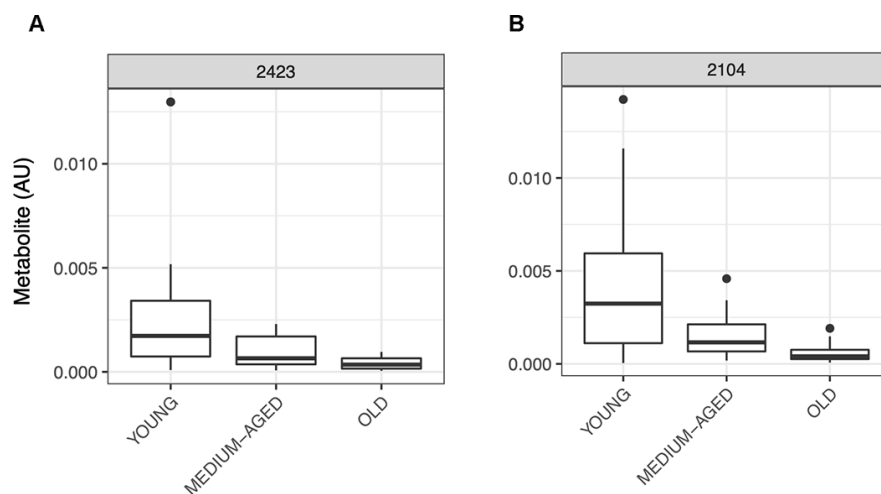 A
2423
Metabolite (AU)
0.010
0.005
0.000
YOUNG
MEDIUM−AGED
OLD
B
2104
0.010
0.005
0.000
YOUNG
MEDIUM−AGED
OLD